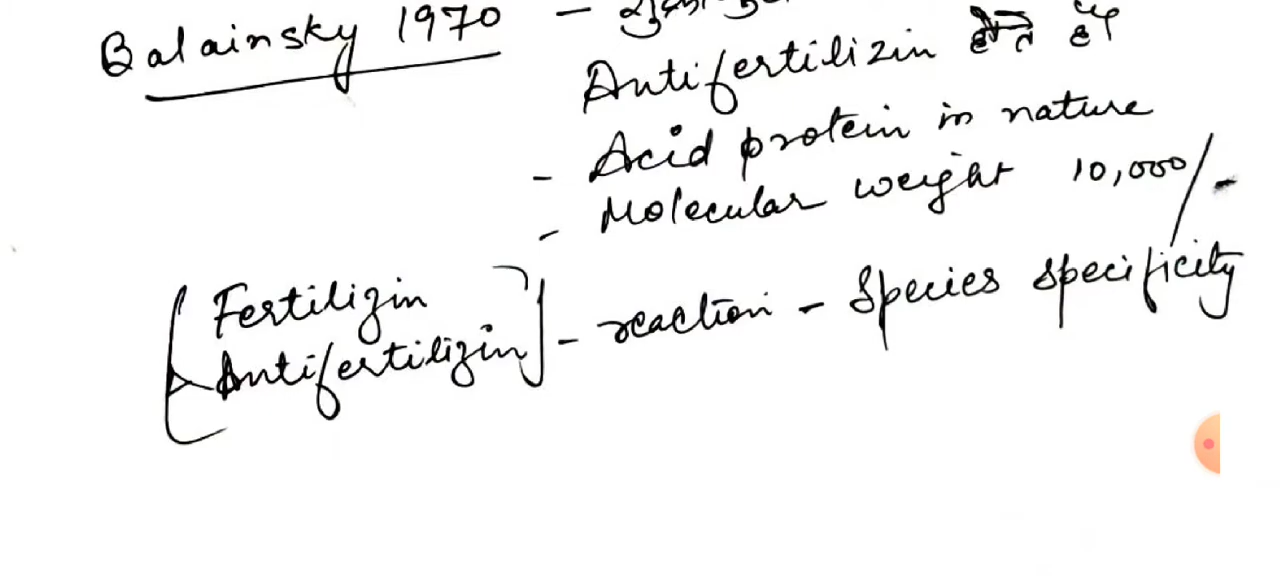 Balainsky 1970 -
Antifertilizin होते हैं
- Acid protein in nature
- Molecular weight 10,000/-
Fertilizin
Antifertilizin - reaction - Species specificity